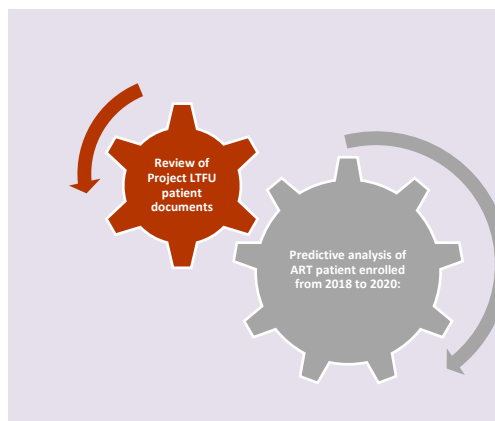 Review of
Project LTFU
patient
documents
Predictive analysis of
ART patient enrolled
from 2018 to 2020: